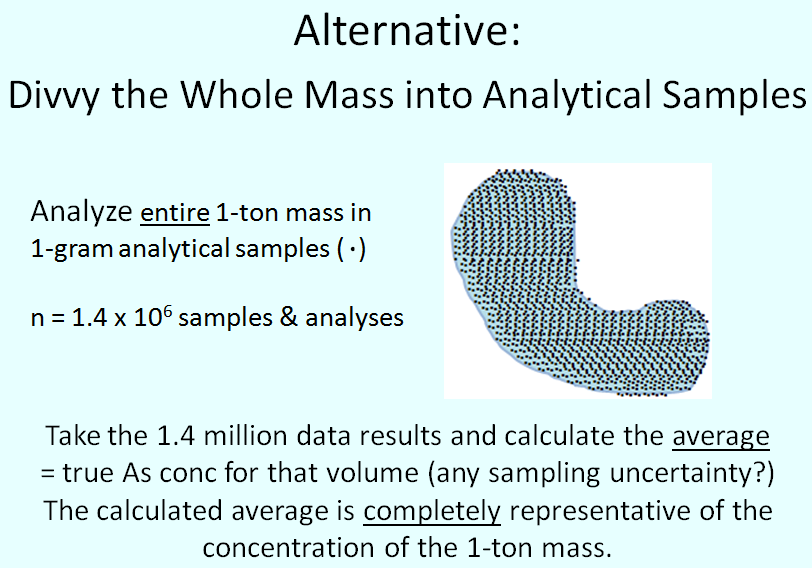 Alternative:
Divvy the Whole Mass into Analytical Samples
Analyze entire 1-ton mass in
1-gram analytical samples (·)
n = 1.4 x 10⁶ samples & analyses
Take the 1.4 million data results and calculate the average
= true As conc for that volume (any sampling uncertainty?)
The calculated average is completely representative of the
concentration of the 1-ton mass.